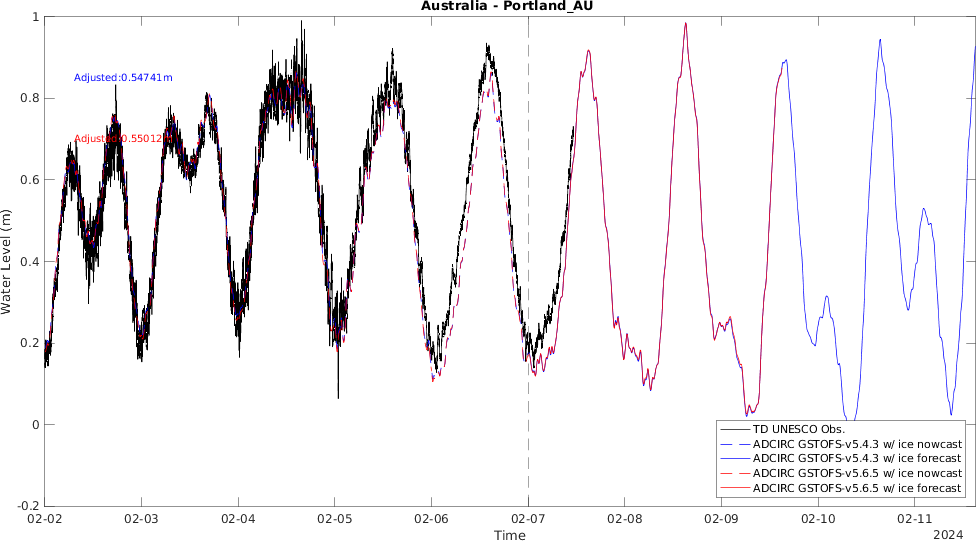 Australia - Portland_AU
Adjusted:0.54741m
Adjusted:0.55012
Water Level (m)
1
0.8
0.6
0.4
0.2
0
-0.2
TD UNESCO Obs.
ADCIRC GSTOFS-v5.4.3 w/ ice nowcast
ADCIRC GSTOFS-v5.4.3 w/ ice forecast
ADCIRC GSTOFS-v5.6.5 w/ ice nowcast
ADCIRC GSTOFS-v5.6.5 w/ ice forecast
02-02 02-03 02-04 02-05 02-06 02-07 02-08 02-09 02-10 02-11
Time
2024